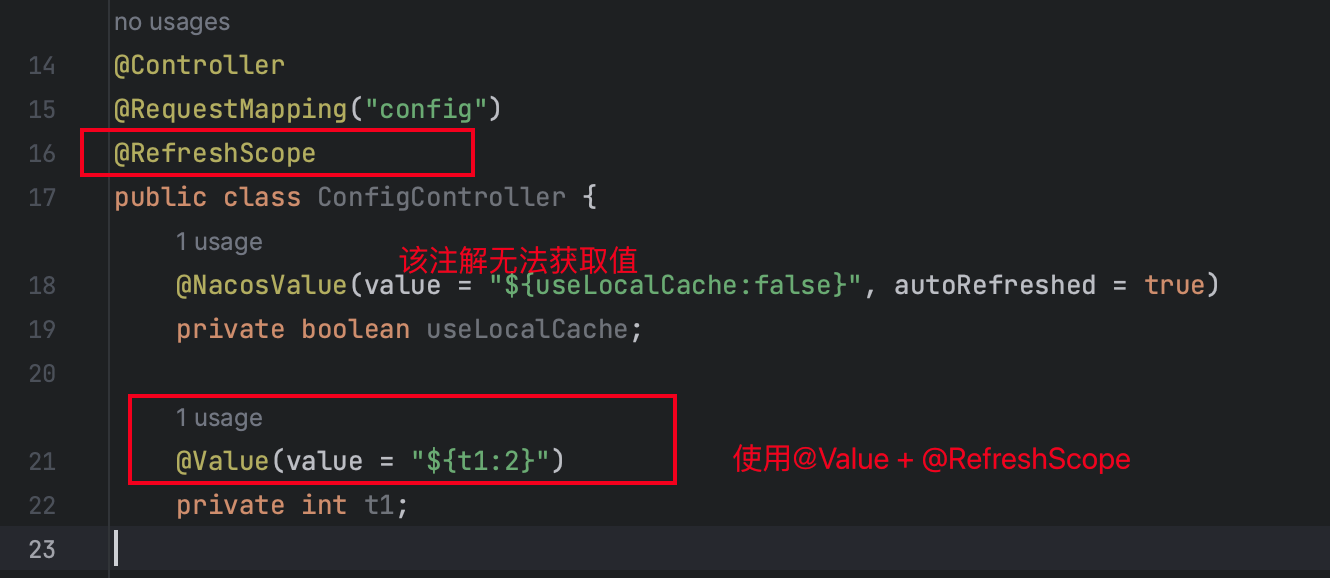 no usages
14 @Controller
15 @RequestMapping("config")
16 @RefreshScope
17 public class ConfigController {
1 usage
该注解无法获取值
18 @NacosValue(value = "${useLocalCache:false}", autoRefreshed = true)
19 private boolean useLocalCache;
20
1 usage
21 @Value(value = "${t1:2}") 使用@Value + @RefreshScope
22 private int t1;
23